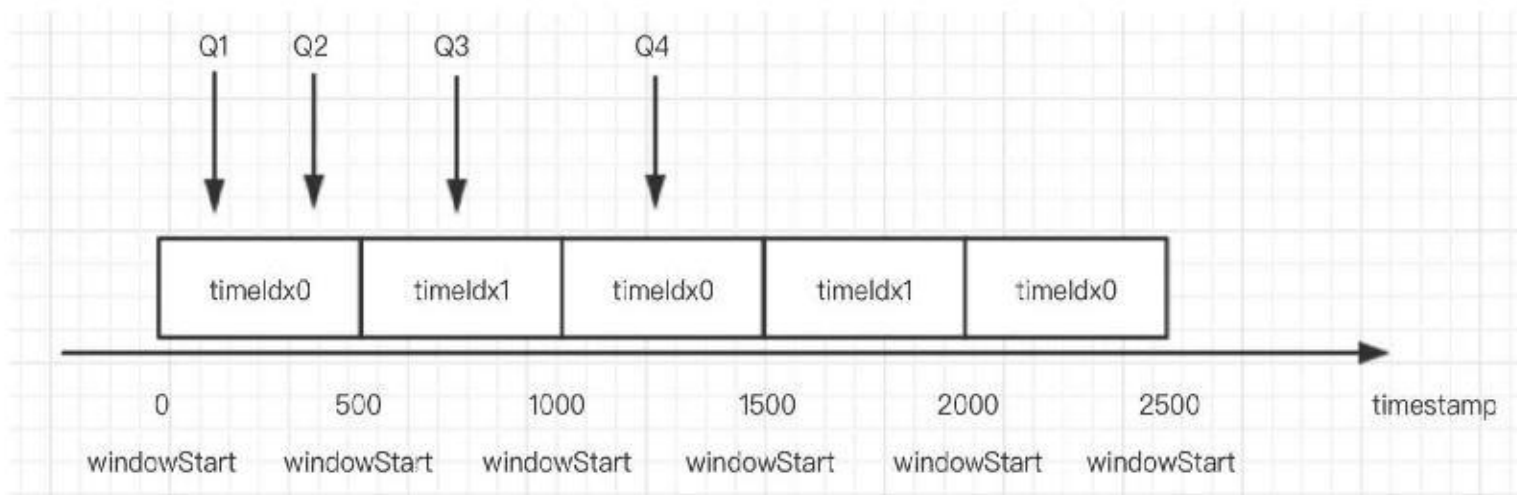 Q1 Q2 Q3 Q4
timeIdx0 timeIdx1 timeIdx0 timeIdx1 timeIdx0
0 500 1000 1500 2000 2500 timestamp
windowStart windowStart windowStart windowStart windowStart windowStart